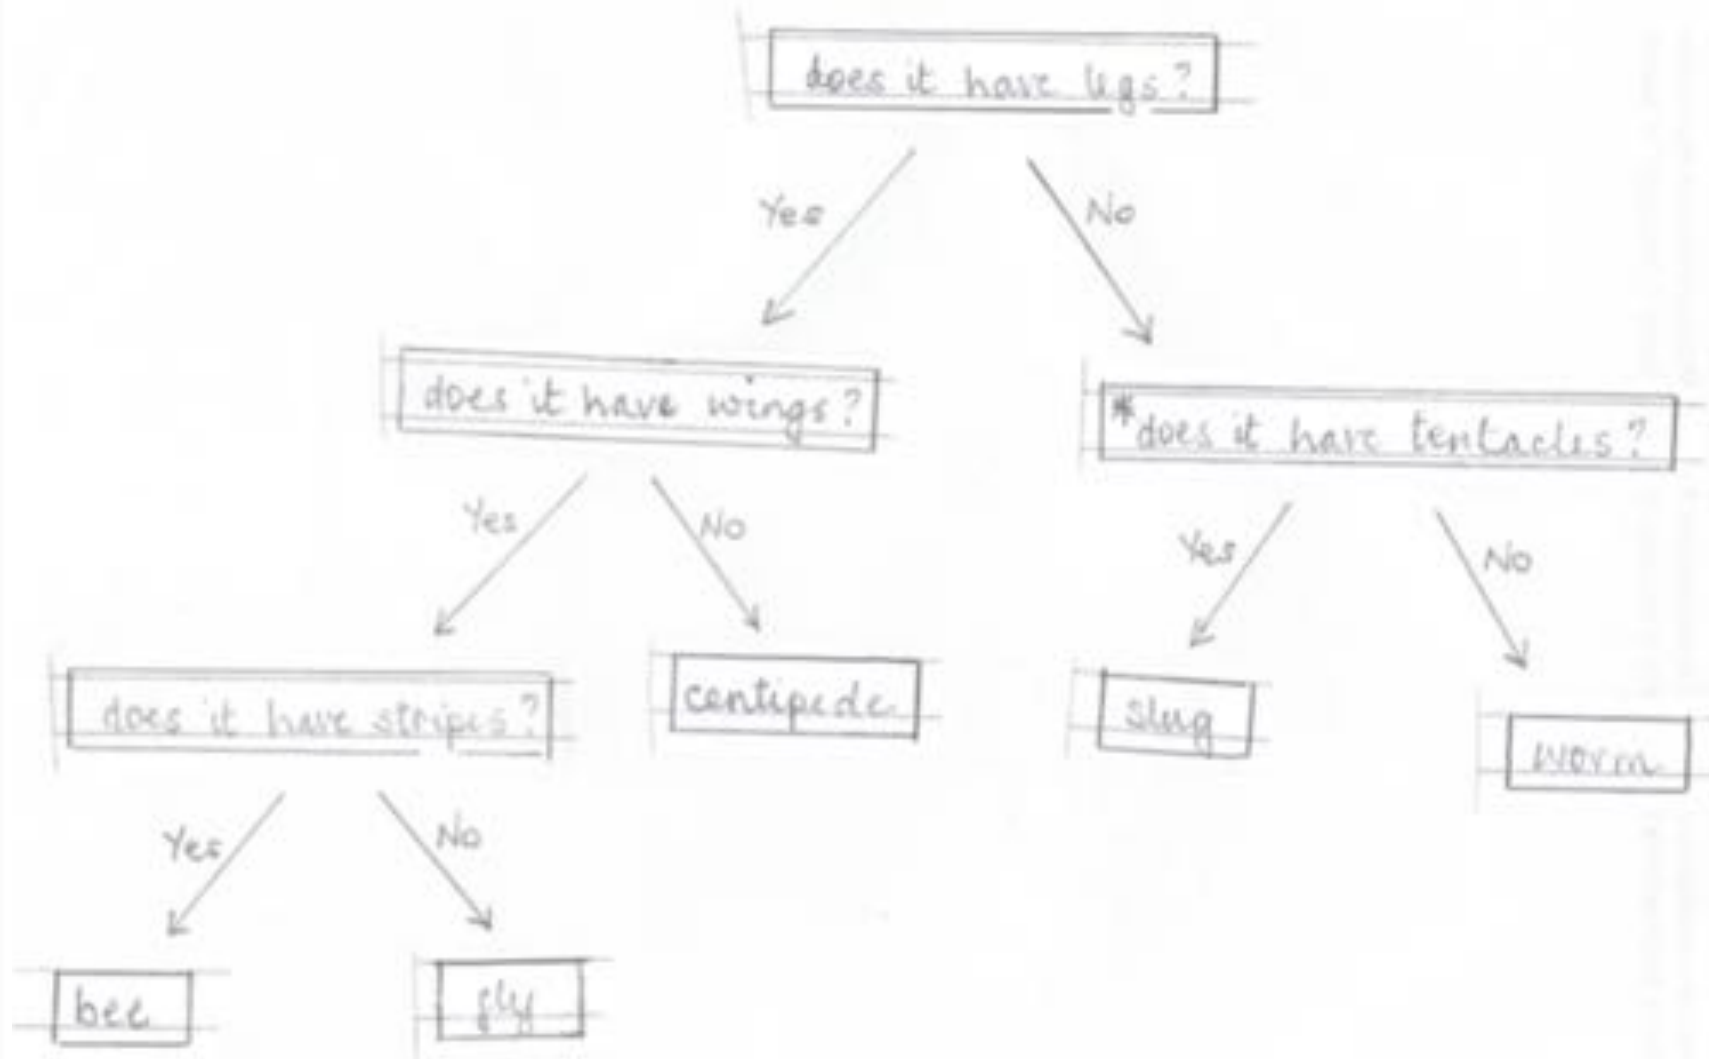 does it have legs?
Yes
No
does it have wings?
*does it have tentacles?
Yes
No
Yes
No
does it have stripes?
centipede
slug
worm
Yes
No
bee
fly